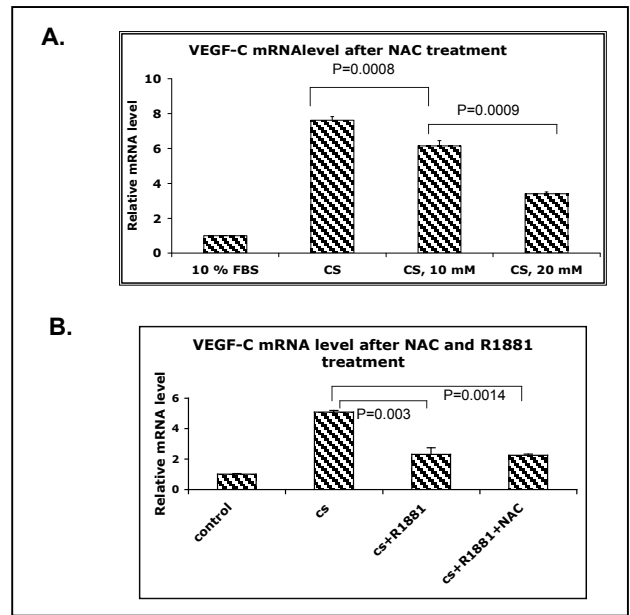 A.
VEGF-C mRNAlevel after NAC treatment
P=0.0008
P=0.0009
Relative mRNA level
10
8
6
4
2
0
10 % FBS
CS
CS, 10 mM
CS, 20 mM
B.
VEGF-C mRNA level after NAC and R1881
treatment
P=0.0014
P=0.003
Relative mRNA level
6
4
2
0
control
cs
cs+R1881
cs+R1881+NAC